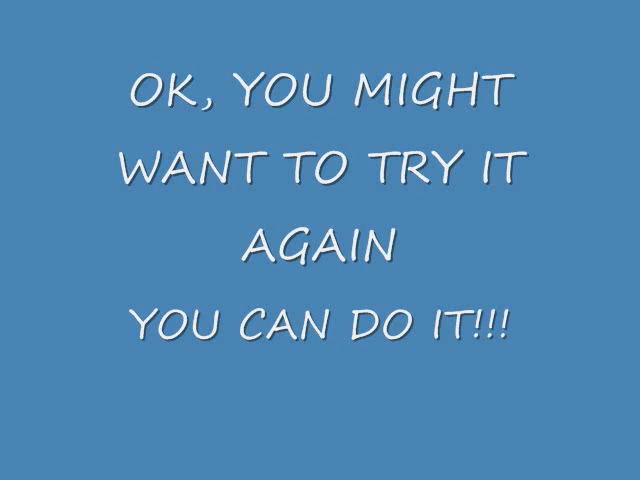 OK, YOU MIGHT
WANT TO TRY IT
AGAIN
YOU CAN DO IT!!!